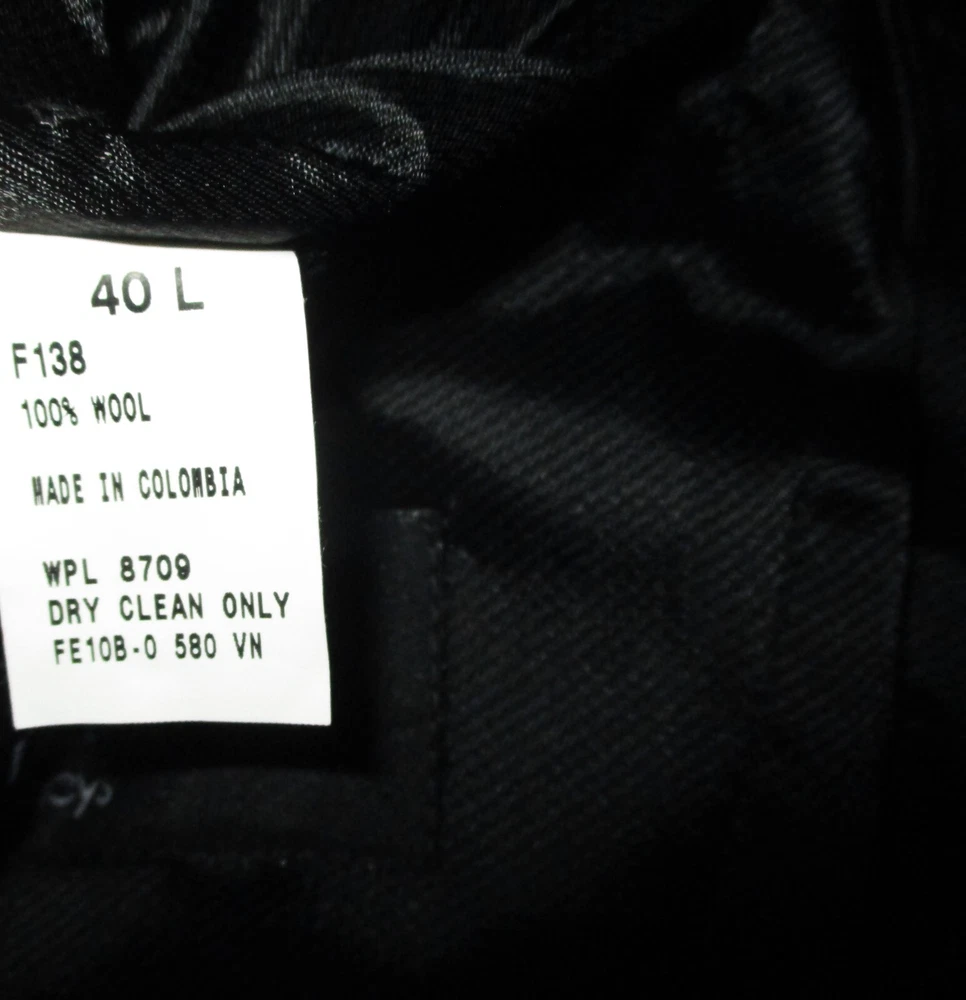 40 L
F138
100% WOOL
MADE IN COLOMBIA
WPL 8709
DRY CLEAN ONLY
FE10B-0 580 VN